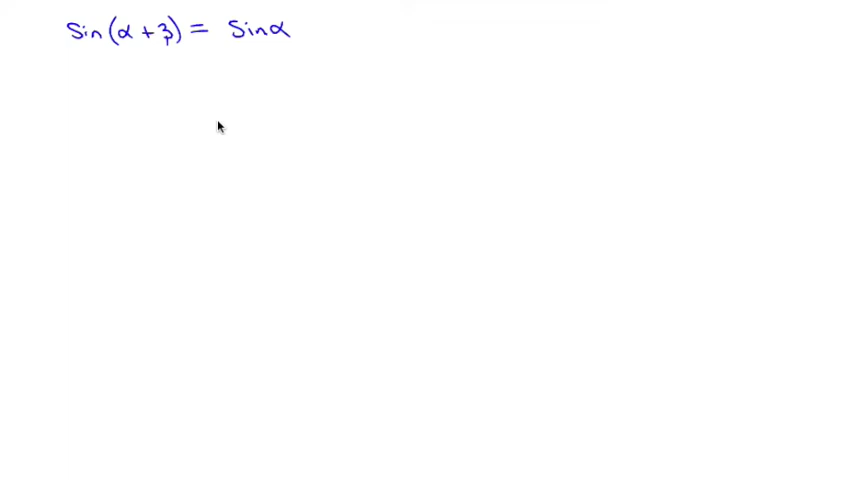 Sin(α + β) = Sinα